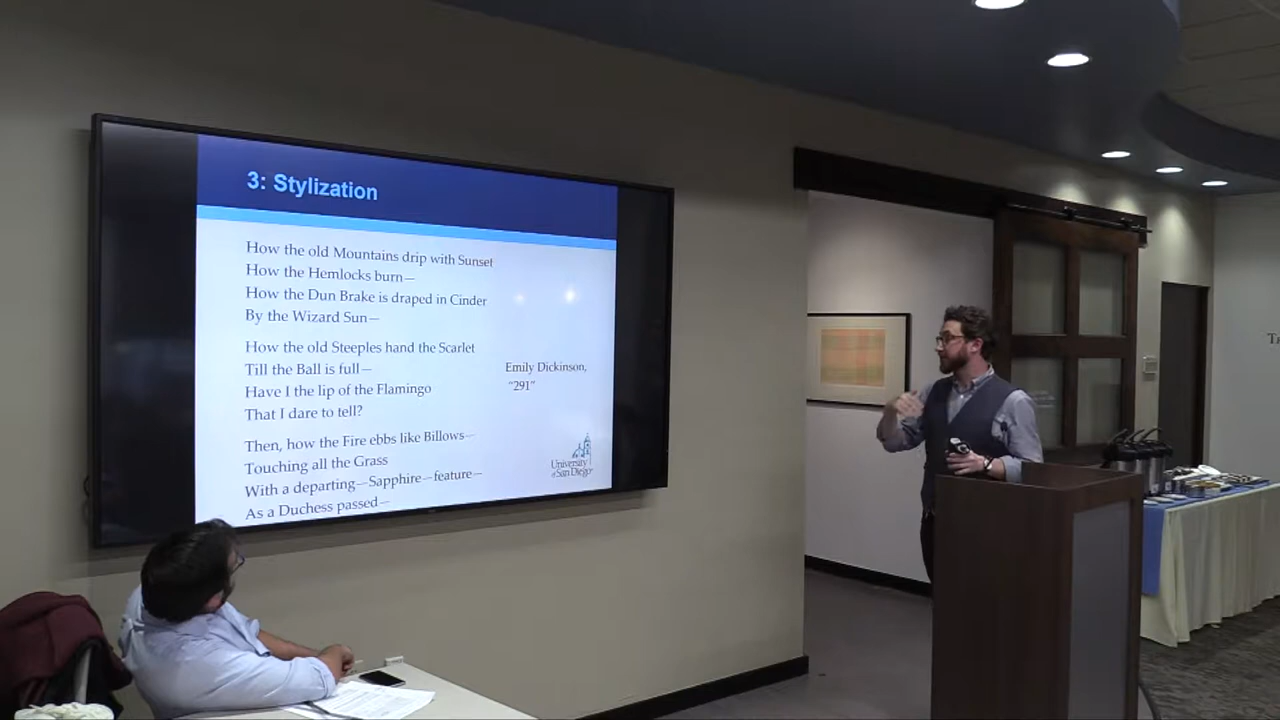 3: Stylization
How the old Mountains drip with Sunset
How the Hemlocks burn—
How the Dun Brake is draped in Cinder
By the Wizard Sun—
How the old Steeples hand the Scarlet
Till the Ball is full—
Have I the lip of the Flamingo
That I dare to tell?
Then, how the Fire ebbs like Billows—
Touching all the Grass
With a departing—Sapphire—feature—
As a Duchess passed—
Emily Dickinson,
"291"
University
of San Diego